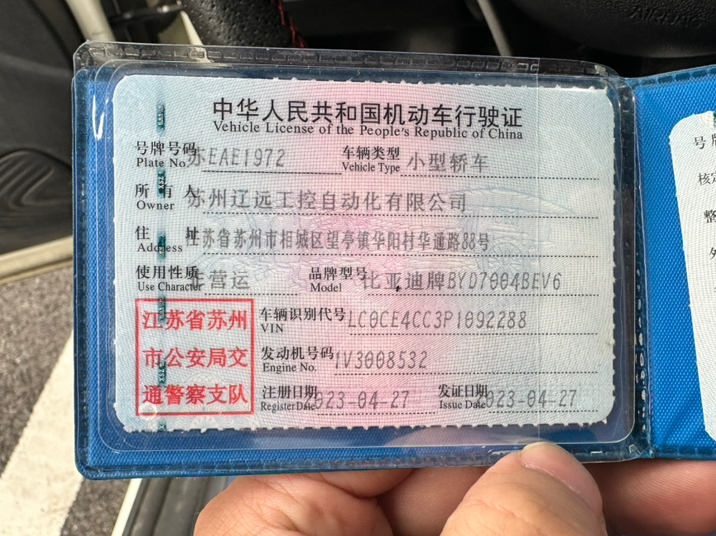 中华人民共和国机动车行驶证
Vehicle License of the People's Republic of China
号牌号码 苏EAE1972 车辆类型 小型轿车
Plate No. Vehicle Type
所有人 苏州辽远工控自动化有限公司
Owner
住址 江苏省苏州市相城区望亭镇华阳村华通路88号
Address
使用性质 非营运 品牌型号 比亚迪牌BYD7004BEV6
Use Character Model
江苏省苏州
市公安局交
通警察支队
车辆识别代号 LC0CE4CC3P1092288
VIN
发动机号码 1V3008532
Engine No.
注册日期 2023-04-27 发证日期 2023-04-27
Register Date Issue Date
号牌
核定
整
外